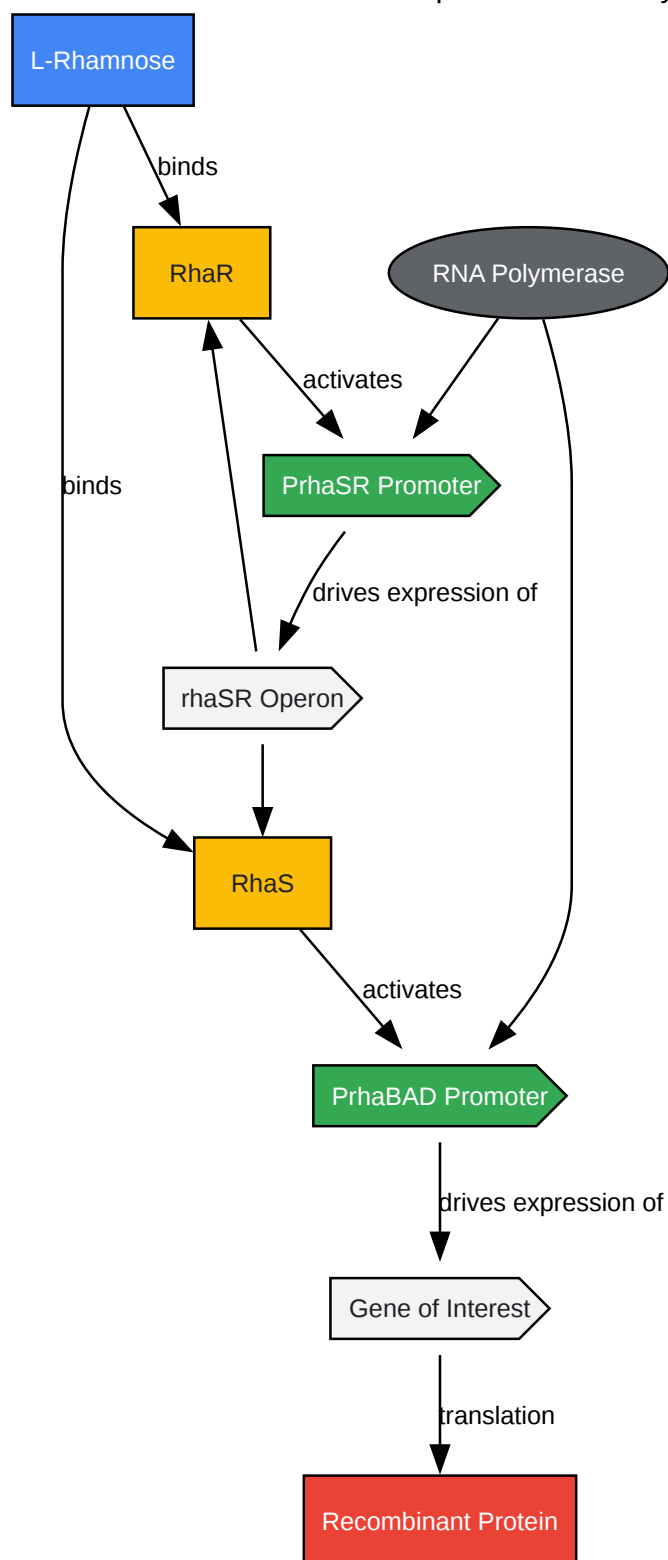 L-Rhamnose
binds
RhaR
RNA Polymerase
activates
binds
PrhaSR Promoter
drives expression of
rhaSR Operon
RhaS
activates
PrhaBAD Promoter
drives expression of
Gene of Interest
translation
Recombinant Protein